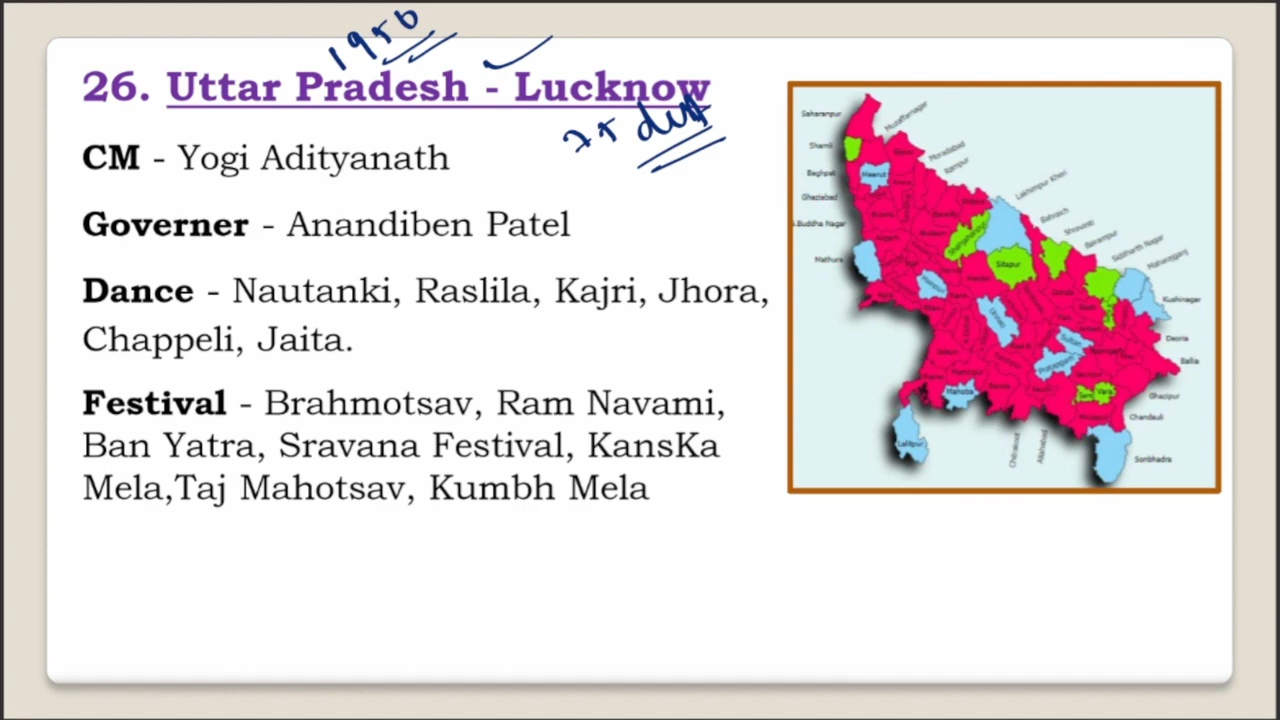 1950
26. Uttar Pradesh - Lucknow
75 dist
CM - Yogi Adityanath
Governer - Anandiben Patel
Dance - Nautanki, Raslila, Kajri, Jhora,
Chappeli, Jaita.
Festival - Brahmotsav, Ram Navami,
Ban Yatra, Sravana Festival, KansKa
Mela,Taj Mahotsav, Kumbh Mela
Saharanpur
Muzaffarnagar
Shamli
Moradabad
Rampur
Baghpat
Meerut
Ghaziabad
Lakhimpur Kheri
Bahraich
Shravasti
Balrampur
Siddharth Nagar
Maharajganj
Buddha Nagar
Mathura
Sitapur
Kushinagar
Deoria
Ballia
Ghazipur
Chandauli
Sonbhadra
Lalitpur
Mahoba
Chitrakoot
Allahabad